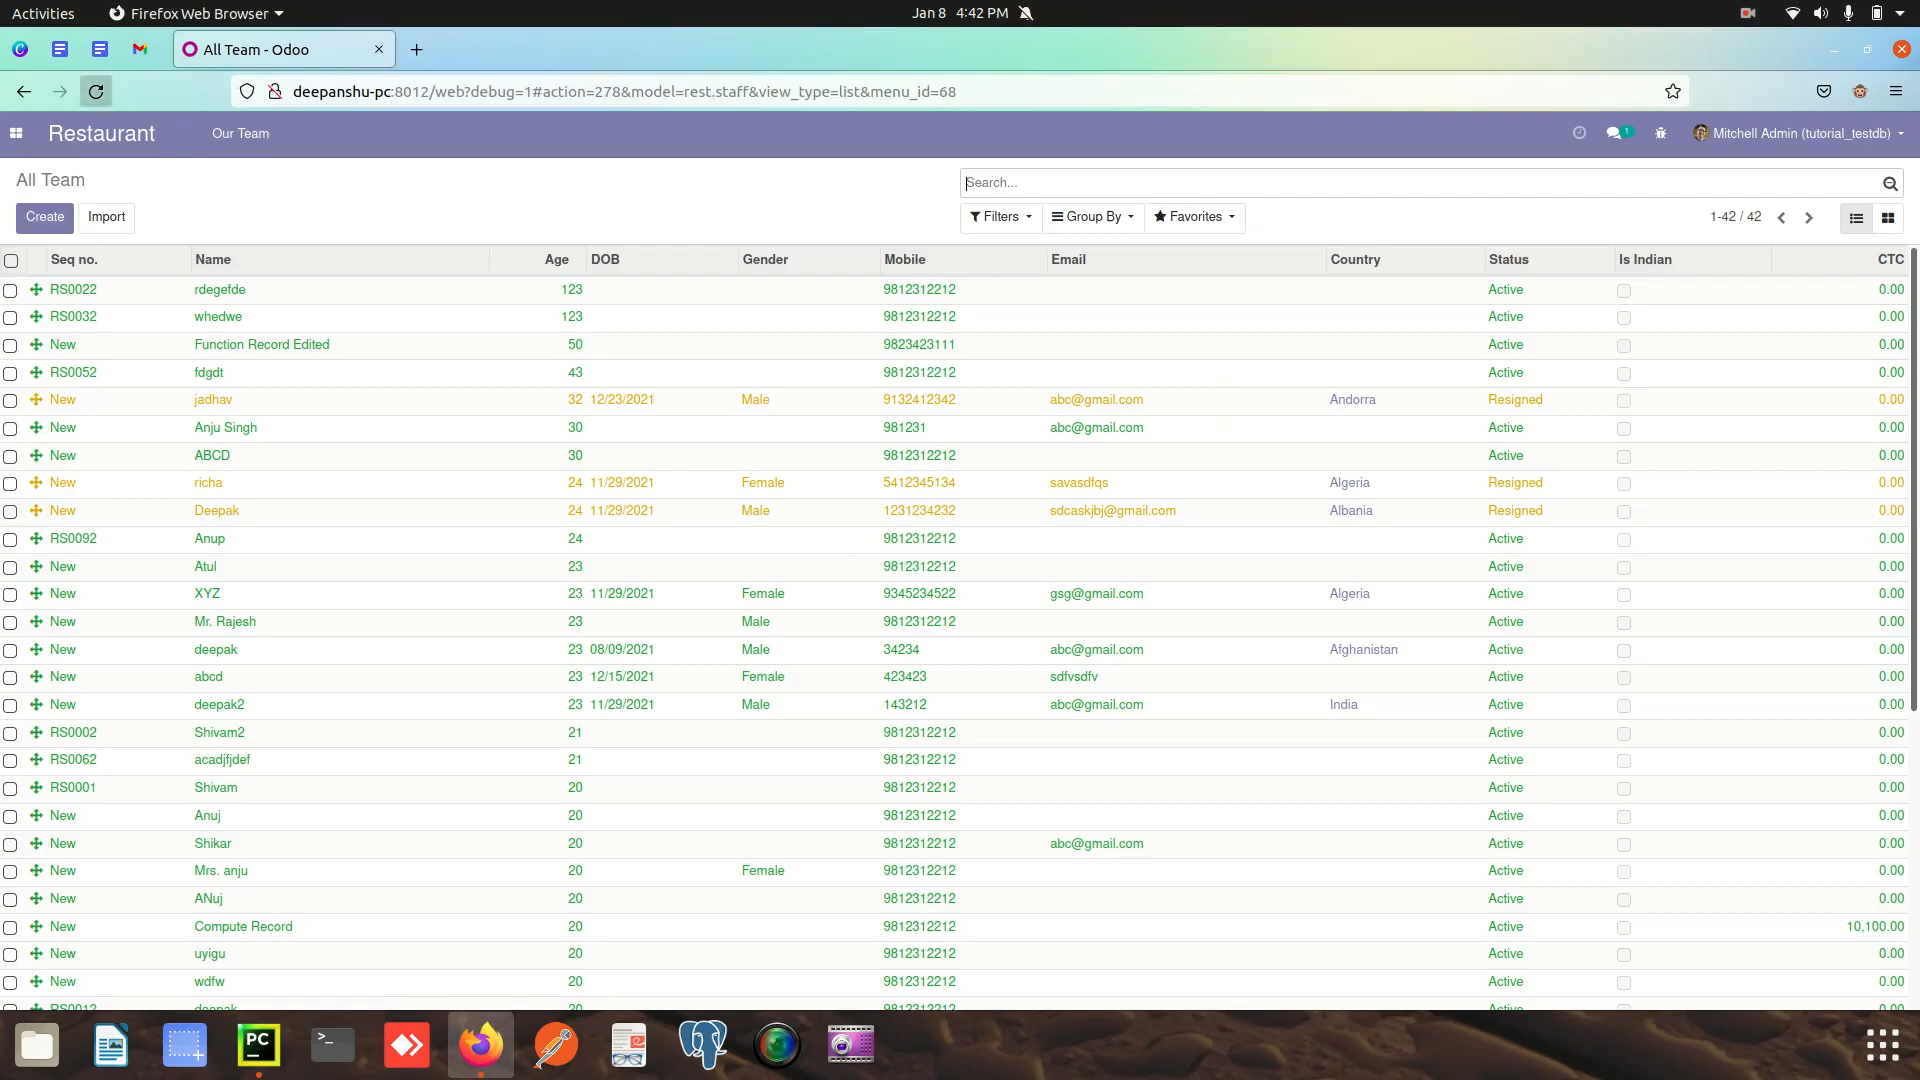 Activities Firefox Web Browser Jan 8 4:42 PM
All Team - Odoo
deepanshu-pc:8012/web?debug=1#action=278&model=rest.staff&view_type=list&menu_id=68
Restaurant Our Team 1 Mitchell Admin (tutorial_testdb)
All Team Search...
Create Import Filters Group By Favorites 1-42 / 42
Seq no. Name Age DOB Gender Mobile Email Country Status Is Indian CTC
RS0022 rdegefde 123 9812312212 Active 0.00
RS0032 whedwe 123 9812312212 Active 0.00
New Function Record Edited 50 9823423111 Active 0.00
RS0052 fdgdt 43 9812312212 Active 0.00
New jadhav 32 12/23/2021 Male 9132412342 abc@gmail.com Andorra Resigned 0.00
New Anju Singh 30 981231 abc@gmail.com Active 0.00
New ABCD 30 9812312212 Active 0.00
New richa 24 11/29/2021 Female 5412345134 savasdfqs Algeria Resigned 0.00
New Deepak 24 11/29/2021 Male 1231234232 sdcaskjbj@gmail.com Albania Resigned 0.00
RS0092 Anup 24 9812312212 Active 0.00
New Atul 23 9812312212 Active 0.00
New XYZ 23 11/29/2021 Female 9345234522 gsg@gmail.com Algeria Active 0.00
New Mr. Rajesh 23 Male 9812312212 Active 0.00
New deepak 23 08/09/2021 Male 34234 abc@gmail.com Afghanistan Active 0.00
New abcd 23 12/15/2021 Female 423423 sdfvsdfv Active 0.00
New deepak2 23 11/29/2021 Male 143212 abc@gmail.com India Active 0.00
RS0002 Shivam2 21 9812312212 Active 0.00
RS0062 acadjfjdef 21 9812312212 Active 0.00
RS0001 Shivam 20 9812312212 Active 0.00
New Anuj 20 9812312212 Active 0.00
New Shikar 20 9812312212 abc@gmail.com Active 0.00
New Mrs. anju 20 Female 9812312212 Active 0.00
New ANuj 20 9812312212 Active 0.00
New Compute Record 20 9812312212 Active 10,100.00
New uyigu 20 9812312212 Active 0.00
New wdfw 20 9812312212 Active 0.00
RS0012 deepak 20 9812312212 Active 0.00
PC